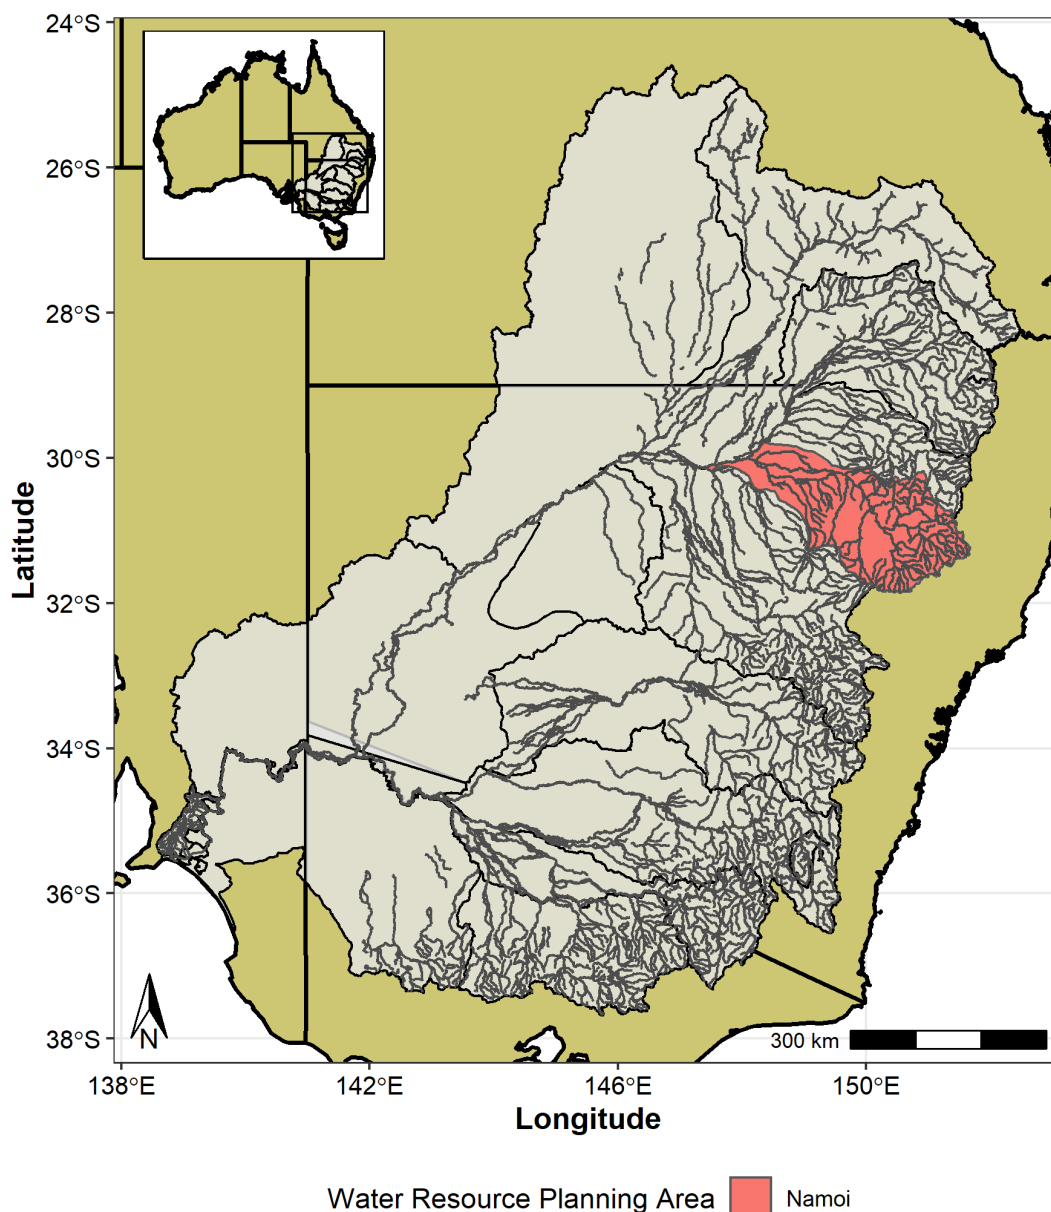 24°S
26°S
28°S
30°S
32°S
34°S
36°S
38°S
Latitude
N
300 km
138°E
142°E
146°E
150°E
Longitude
Water Resource Planning Area
Namoi